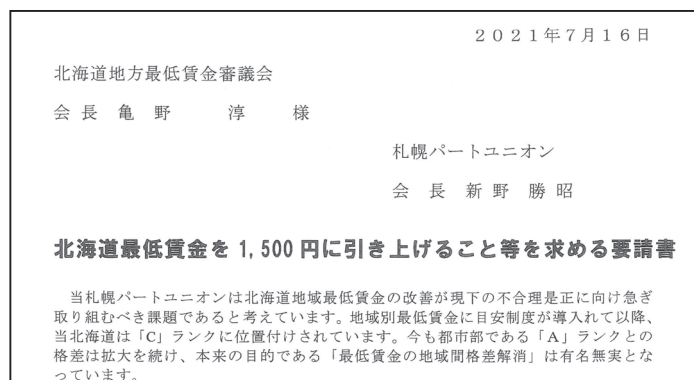 ２０２１年７月１６日
北海道地方最低賃金審議会
会 長 亀 野　　淳　　様
札幌パートユニオン
会 長 新 野 勝 昭
北海道最低賃金を 1,500 円に引き上げること等を求める要請書
当札幌パートユニオンは北海道地域最低賃金の改善が現下の不合理是正に向け急ぎ
取り組むべき課題であると考えています。地域別最低賃金に目安制度が導入れて以降、
当北海道は「C」ランクに位置付けされています。今も都市部である「A」ランクとの
格差は拡大を続け、本来の目的である「最低賃金の地域間格差解消」は有名無実とな
っています。